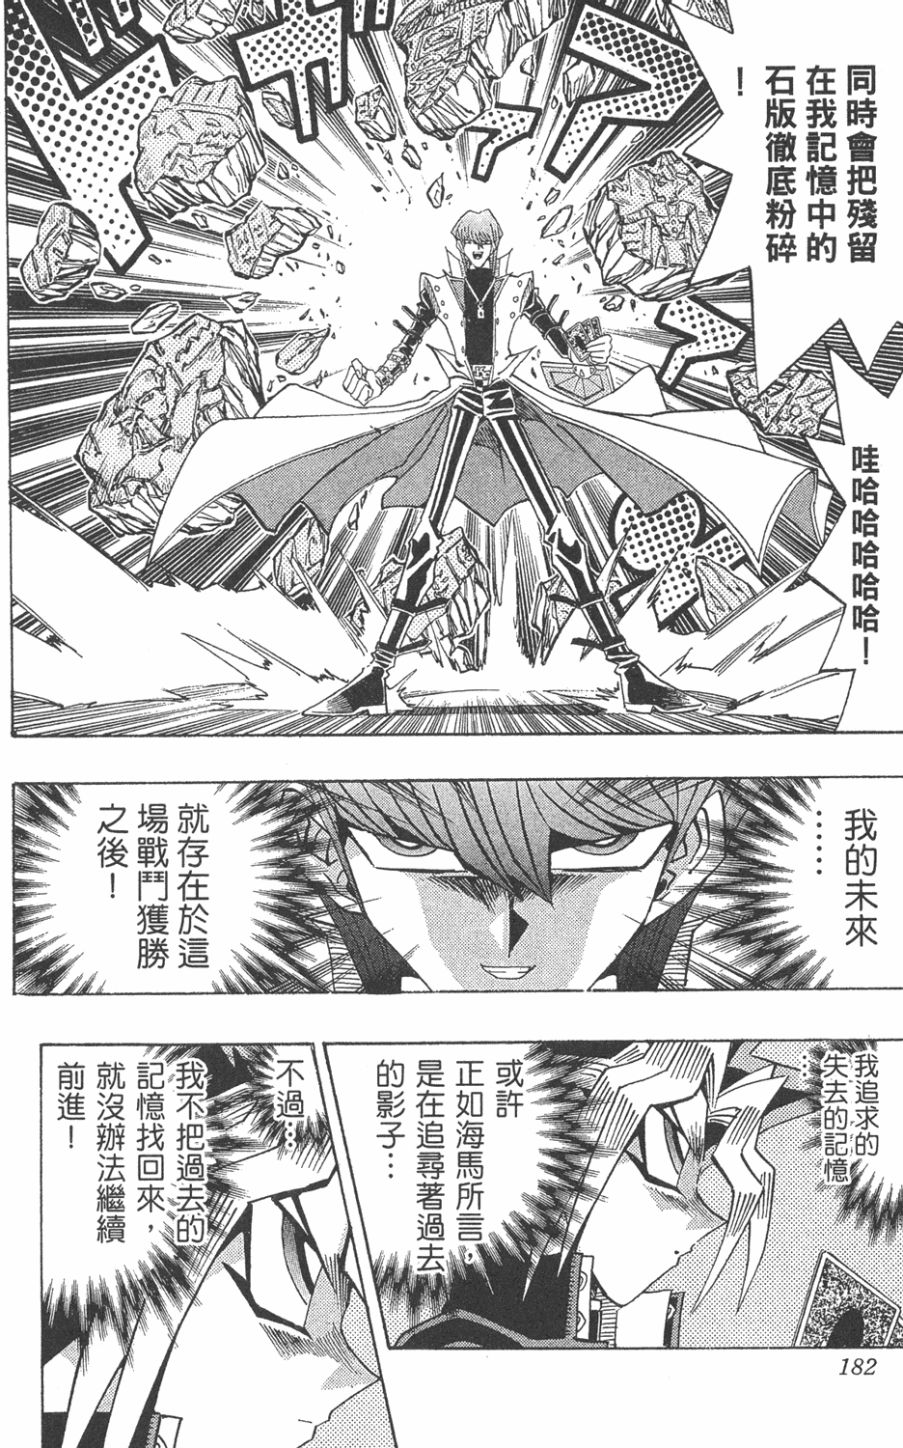 同時會把殘留
在我記憶中的
石版徹底粉碎
！
哇哈哈哈哈哈！
我的未來
……
就存在於這
場戰鬥獲勝
之後！
我追求的
失去的記憶
…
或許
正如海馬所言，
是在追尋著過去
的影子…
不過…
我不把過去的
記憶找回來，
就沒辦法繼續
前進！
182